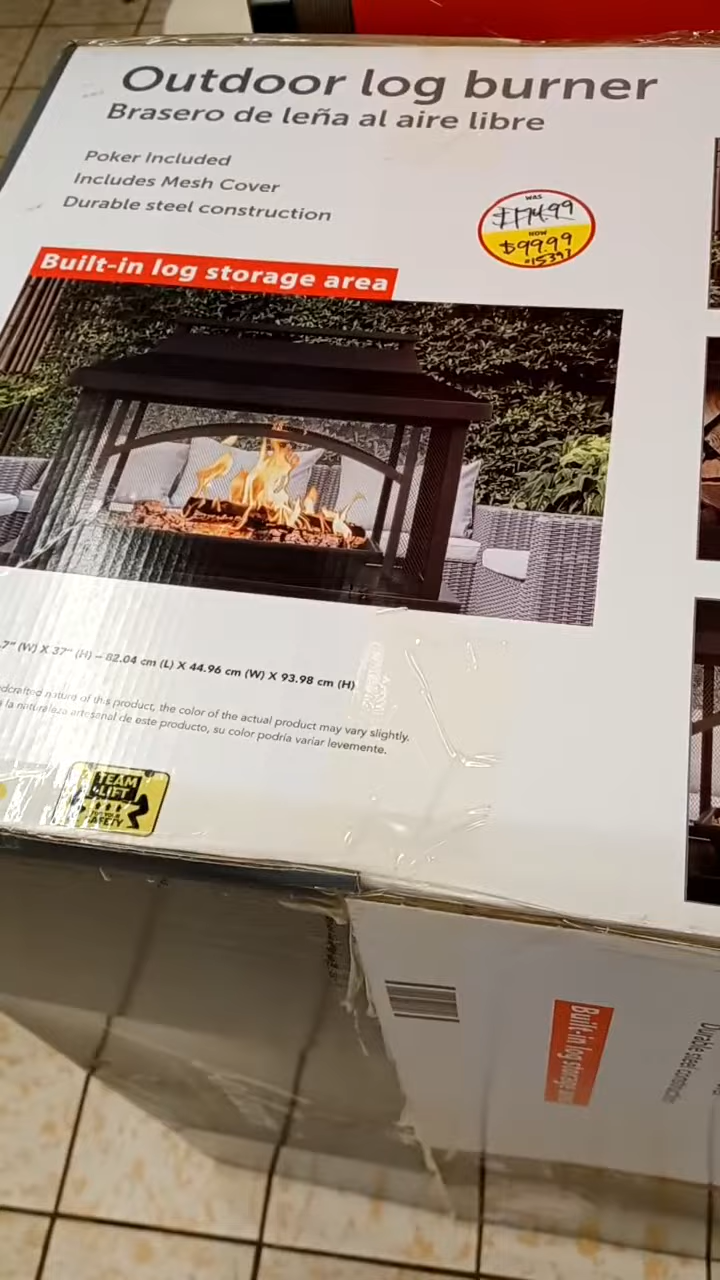 Outdoor log burner
Brasero de leña al aire libre
Poker Included
Includes Mesh Cover
Durable steel construction
WAS
$174.99
NOW
$99.99
Built-in log storage area
.7" (W) X 37" (H) – 82.04 cm (L) X 44.96 cm (W) X 93.98 cm (H)
nature of this product, the color of the actual product may vary slightly.
la naturaleza artesanal de este producto, su color podría variar levemente.
TEAM
LIFT
SAFETY
Built-in log storage area
Durable steel construction